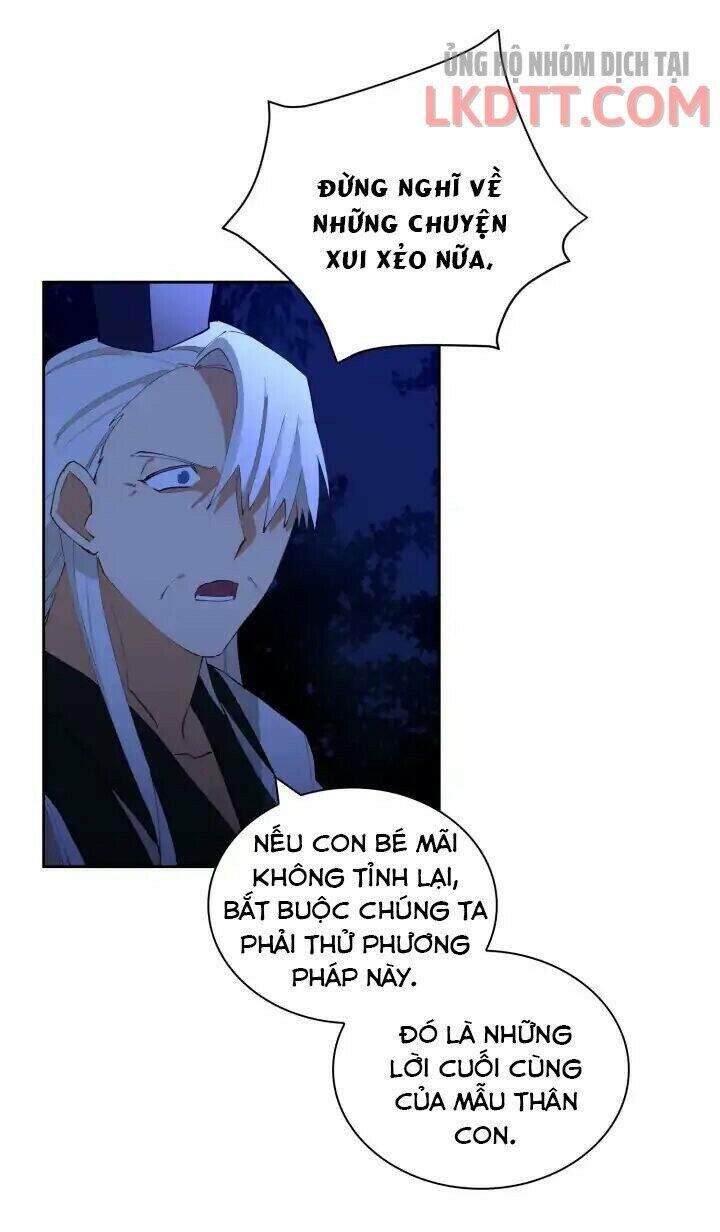 ỦNG HỘ NHÓM DỊCH TẠI
LKDTT.COM
ĐỪNG NGHĨ VỀ
NHỮNG CHUYỆN
XUI XẺO NỮA,
NẾU CON BÉ MÃI
KHÔNG TỈNH LẠI,
BẮT BUỘC CHÚNG TA
PHẢI THỬ PHƯƠNG
PHÁP NÀY.
ĐÓ LÀ NHỮNG
LỜI CUỐI CÙNG
CỦA MẪU THÂN
CON.